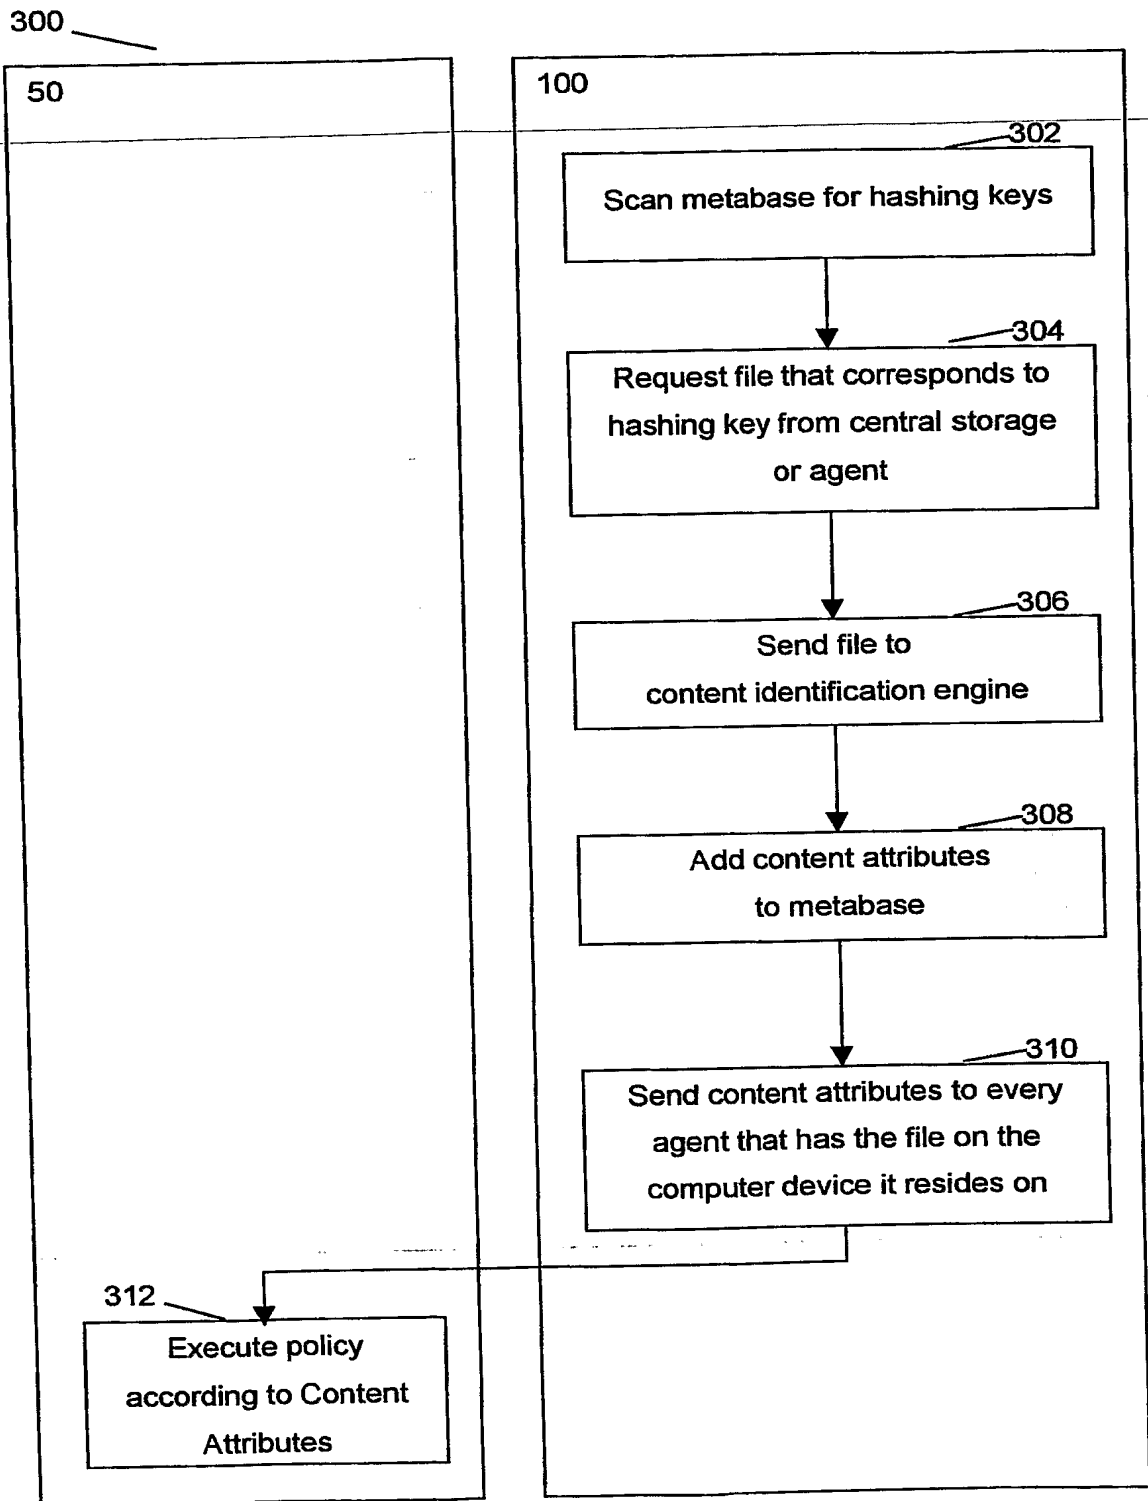 300
50
100
302
Scan metabase for hashing keys
304
Request file that corresponds to
hashing key from central storage
or agent
306
Send file to
content identification engine
308
Add content attributes
to metabase
310
Send content attributes to every
agent that has the file on the
computer device it resides on
312
Execute policy
according to Content
Attributes